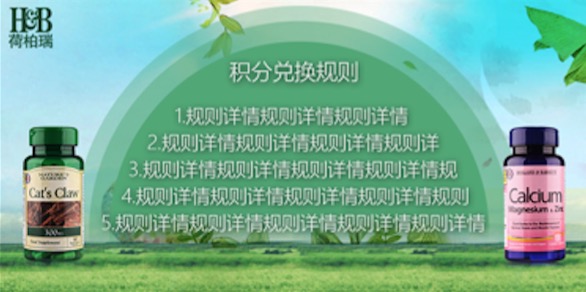 H&B
荷柏瑞
积分兑换规则
1.规则详情规则详情规则详情
2.规则详情规则详情规则详情规则详
3.规则详情规则详情规则详情规则详情规
4.规则详情规则详情规则详情规则详情规则
5.规则详情规则详情规则详情规则详情规则详情
NATURE'S
GARDEN
Cat's Claw
Calcium
Magnesium & Zinc